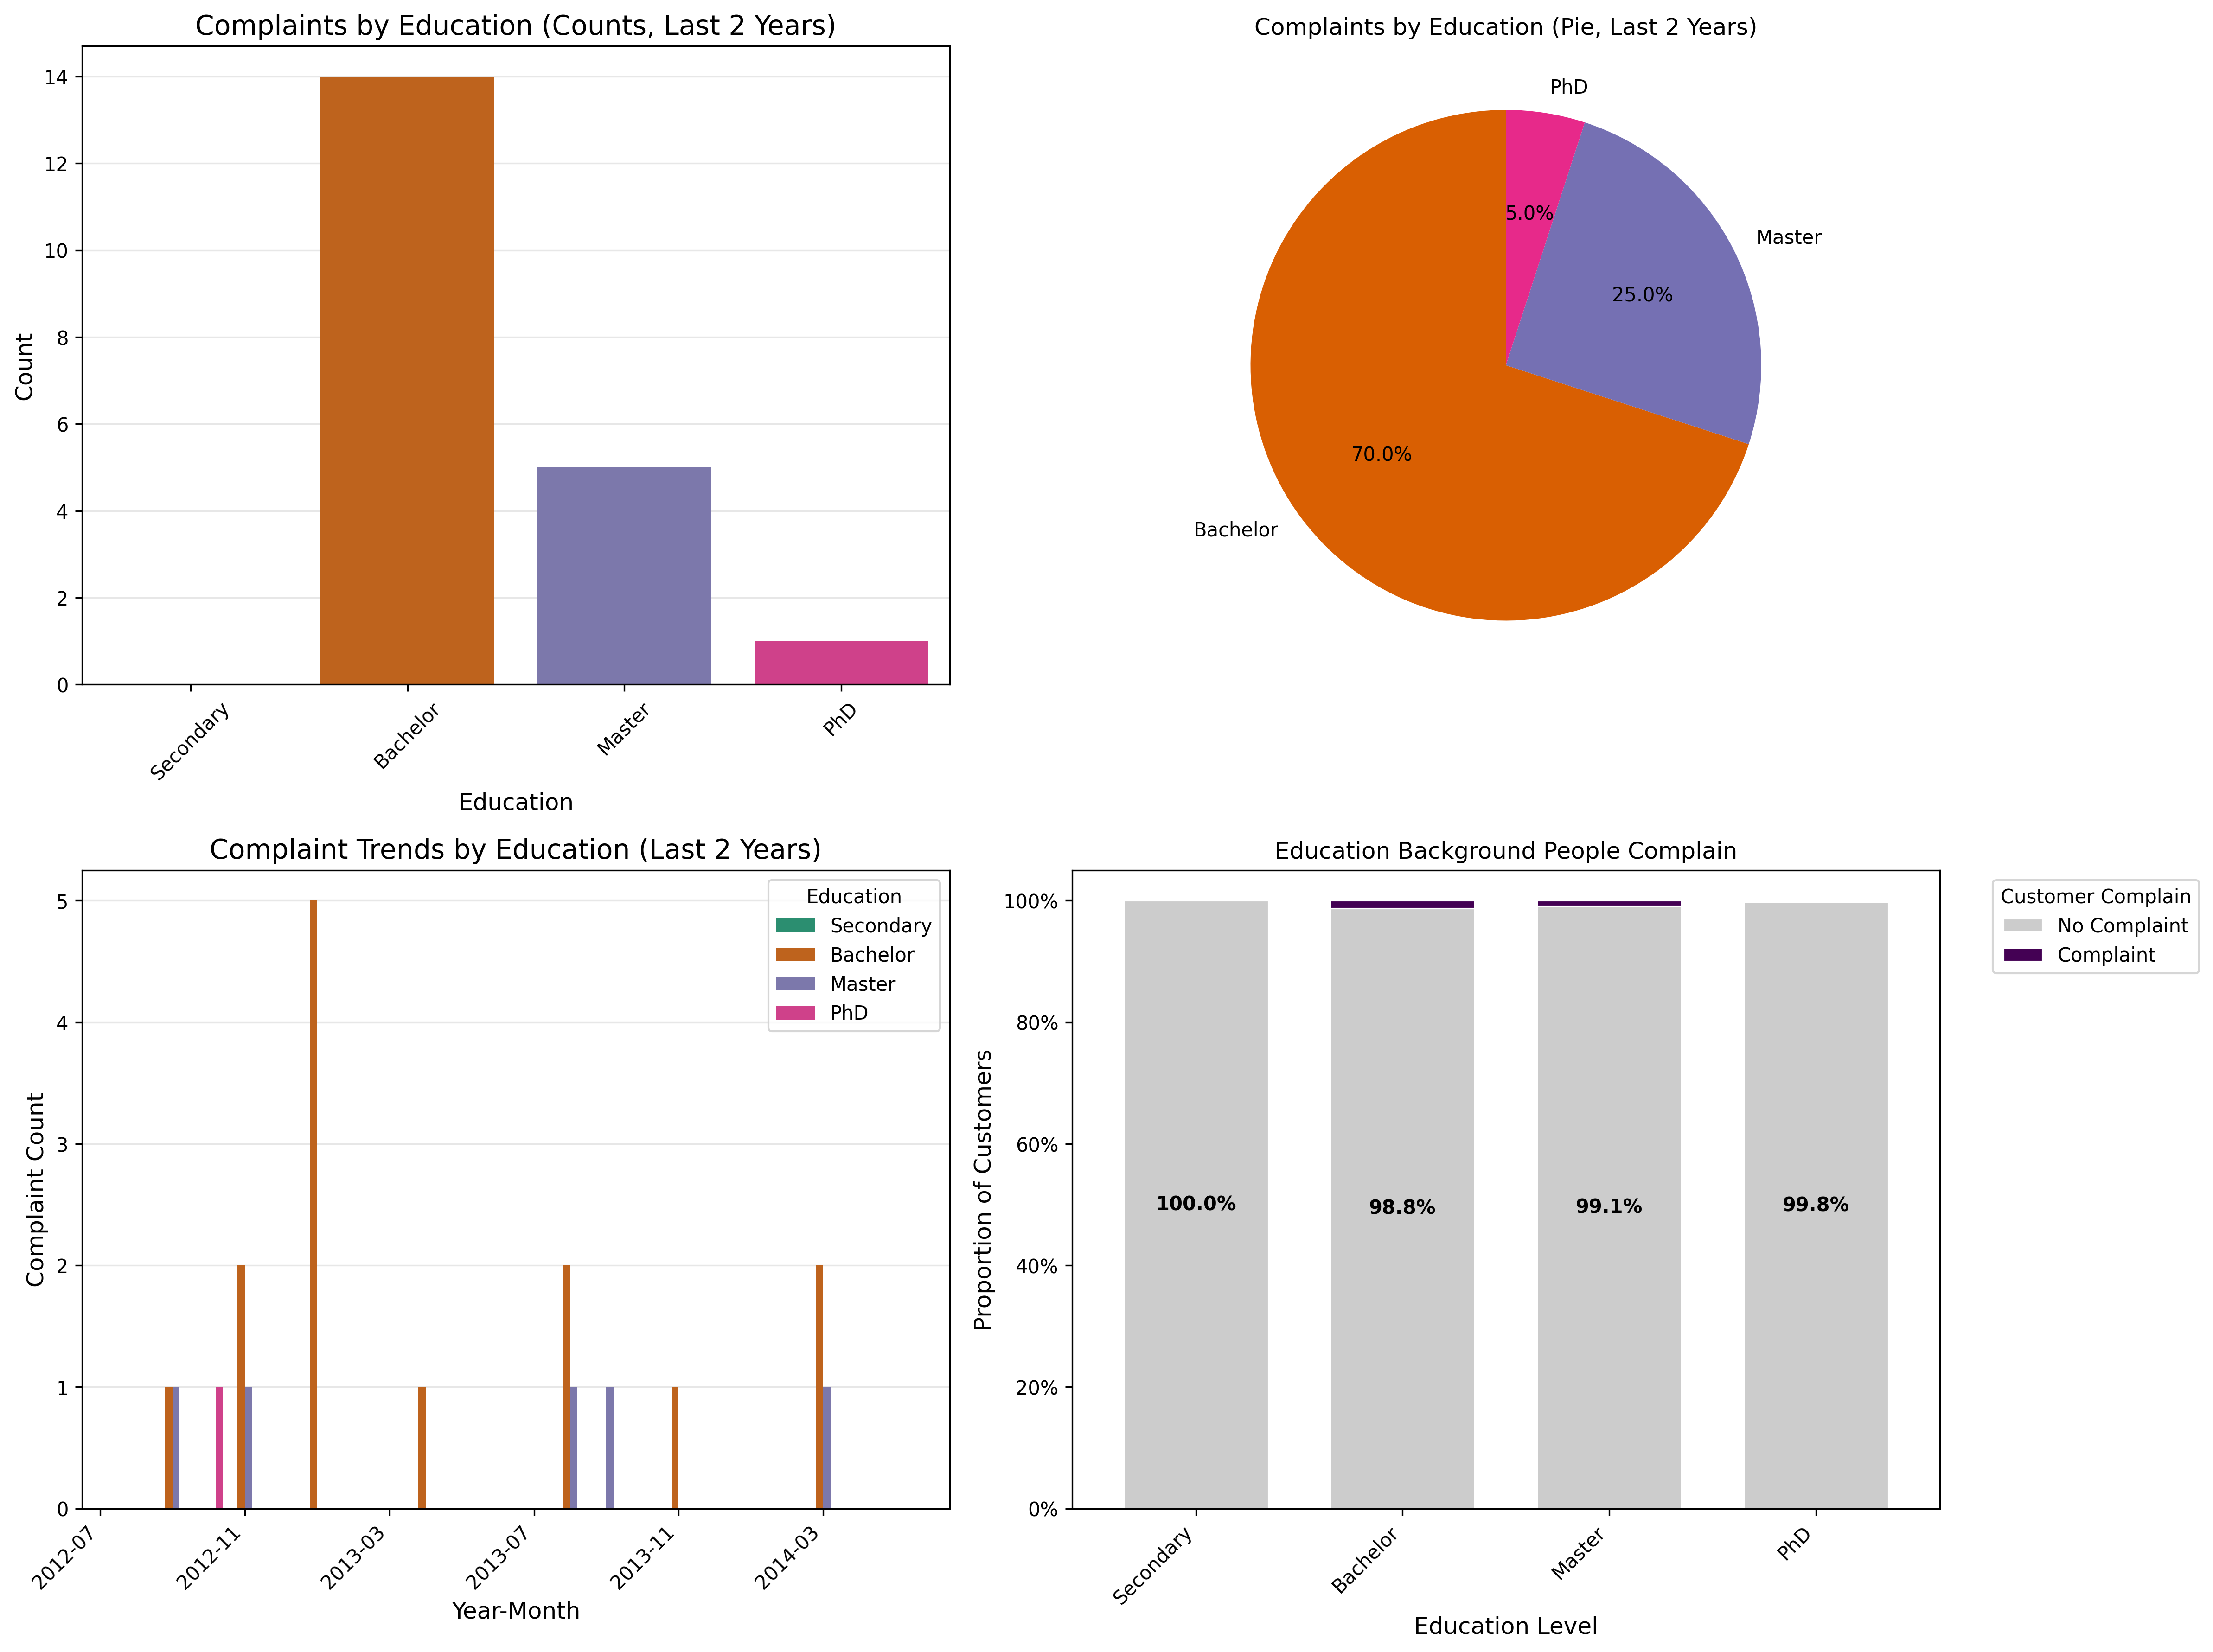 Complaints by Education (Counts, Last 2 Years)
14
12
10
8
6
4
2
0
Count
Secondary
Bachelor
Master
PhD
Education
Complaints by Education (Pie, Last 2 Years)
PhD
5.0%
Master
25.0%
70.0%
Bachelor
Complaint Trends by Education (Last 2 Years)
5
4
3
2
1
0
Complaint Count
Education
Secondary
Bachelor
Master
PhD
2012-07
2012-11
2013-03
2013-07
2013-11
2014-03
Year-Month
Education Background People Complain
100%
80%
60%
40%
20%
0%
Proportion of Customers
100.0%
98.8%
99.1%
99.8%
Secondary
Bachelor
Master
PhD
Education Level
Customer Complain
No Complaint
Complaint